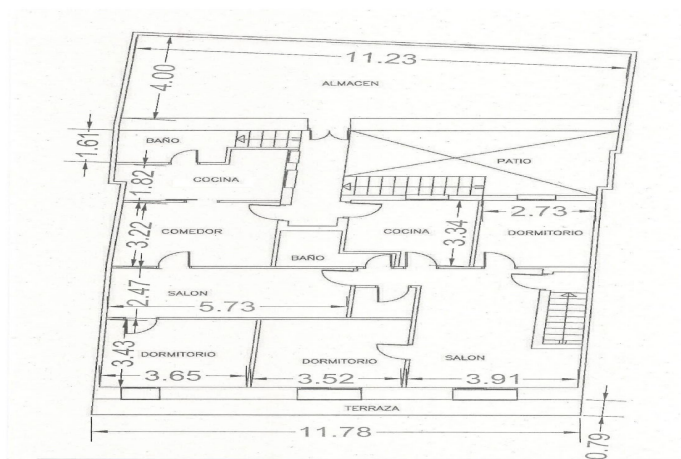 11.23
4.00
ALMACEN
1.61
BAÑO
PATIO
1.82
COCINA
2.73
3.22
COMEDOR
COCINA
3.34
DORMITORIO
BAÑO
2.47
SALON
5.73
3.43
DORMITORIO
DORMITORIO
SALON
3.65
3.52
3.91
TERRAZA
11.78
0.79